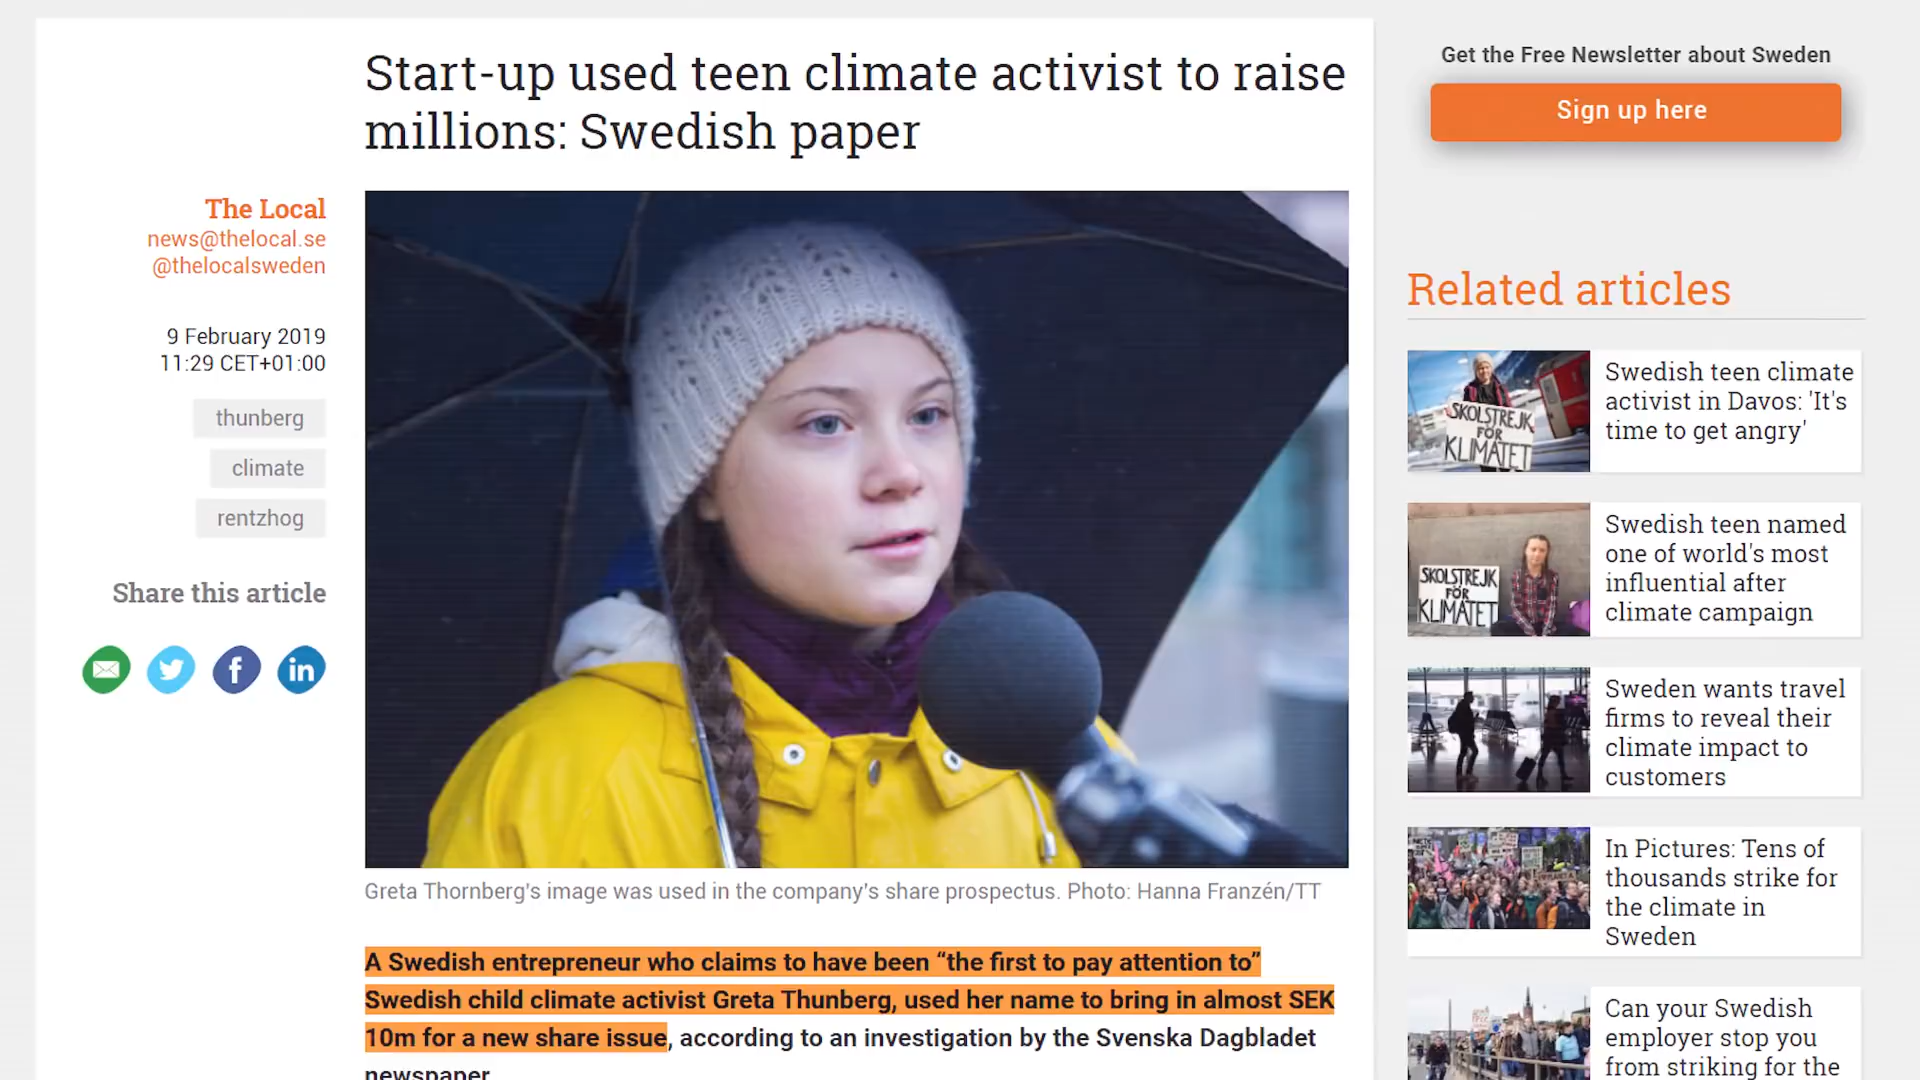 Start-up used teen climate activist to raise
millions: Swedish paper
The Local
news@thelocal.se
@thelocalsweden
9 February 2019
11:29 CET+01:00
thunberg
climate
rentzhog
Share this article
Greta Thornberg's image was used in the company's share prospectus. Photo: Hanna Franzén/TT
A Swedish entrepreneur who claims to have been “the first to pay attention to”
Swedish child climate activist Greta Thunberg, used her name to bring in almost SEK
10m for a new share issue, according to an investigation by the Svenska Dagbladet
newspaper.
Get the Free Newsletter about Sweden
Sign up here
Related articles
SKOLSTREJK
FÖR
KLIMATET
Swedish teen climate
activist in Davos: 'It's
time to get angry'
SKOLSTREJK
FÖR
KLIMATET
Swedish teen named
one of world's most
influential after
climate campaign
Sweden wants travel
firms to reveal their
climate impact to
customers
In Pictures: Tens of
thousands strike for
the climate in
Sweden
Can your Swedish
employer stop you
from striking for the